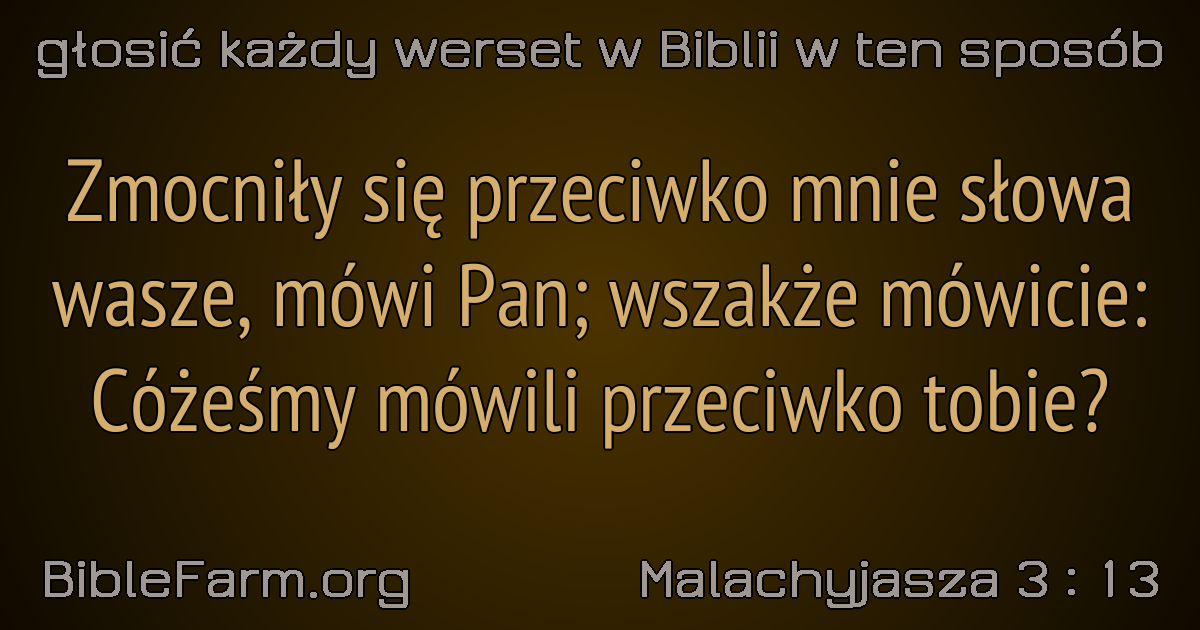 głosić każdy werset w Biblii w ten sposób
Zmocniły się przeciwko mnie słowa
wasze, mówi Pan; wszakże mówicie:
Cóżeśmy mówili przeciwko tobie?
BibleFarm.org
Malachyjasza 3 : 13